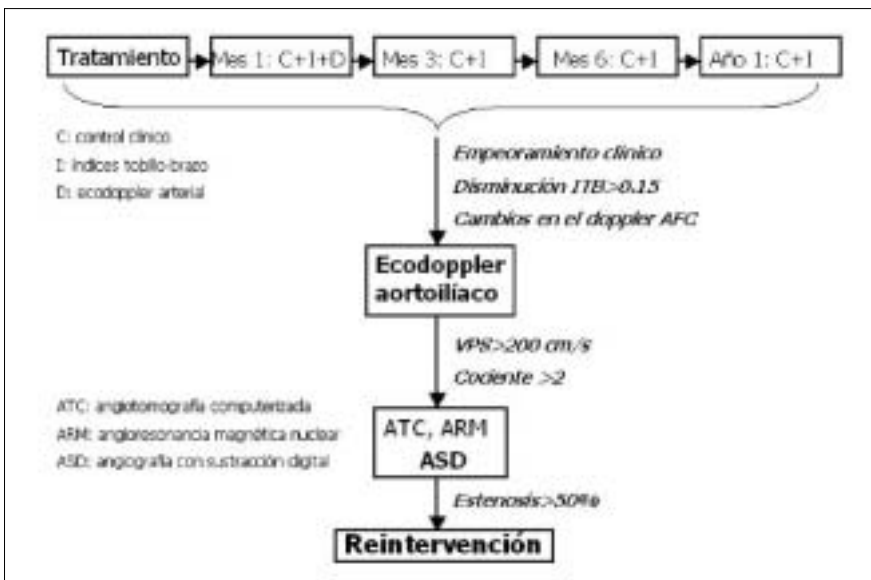 Tratamiento
Mes 1: C+I+D
Mes 3: C+I
Mes 6: C+I
Año 1: C+I
C: control clínico
I: índices tobillo-brazo
D: ecodoppler arterial
Empeoramiento clínico
Disminución ITB>0.15
Cambios en el doppler AFC
Ecodoppler
aortoilíaco
VPS>200 cm/s
Cociente >2
ATC: angiotomografía computerizada
ARM: angioresonancia magnética nuclear
ASD: angiografía con sustracción digital
ATC, ARM
ASD
Estenosis>50%
Reintervención